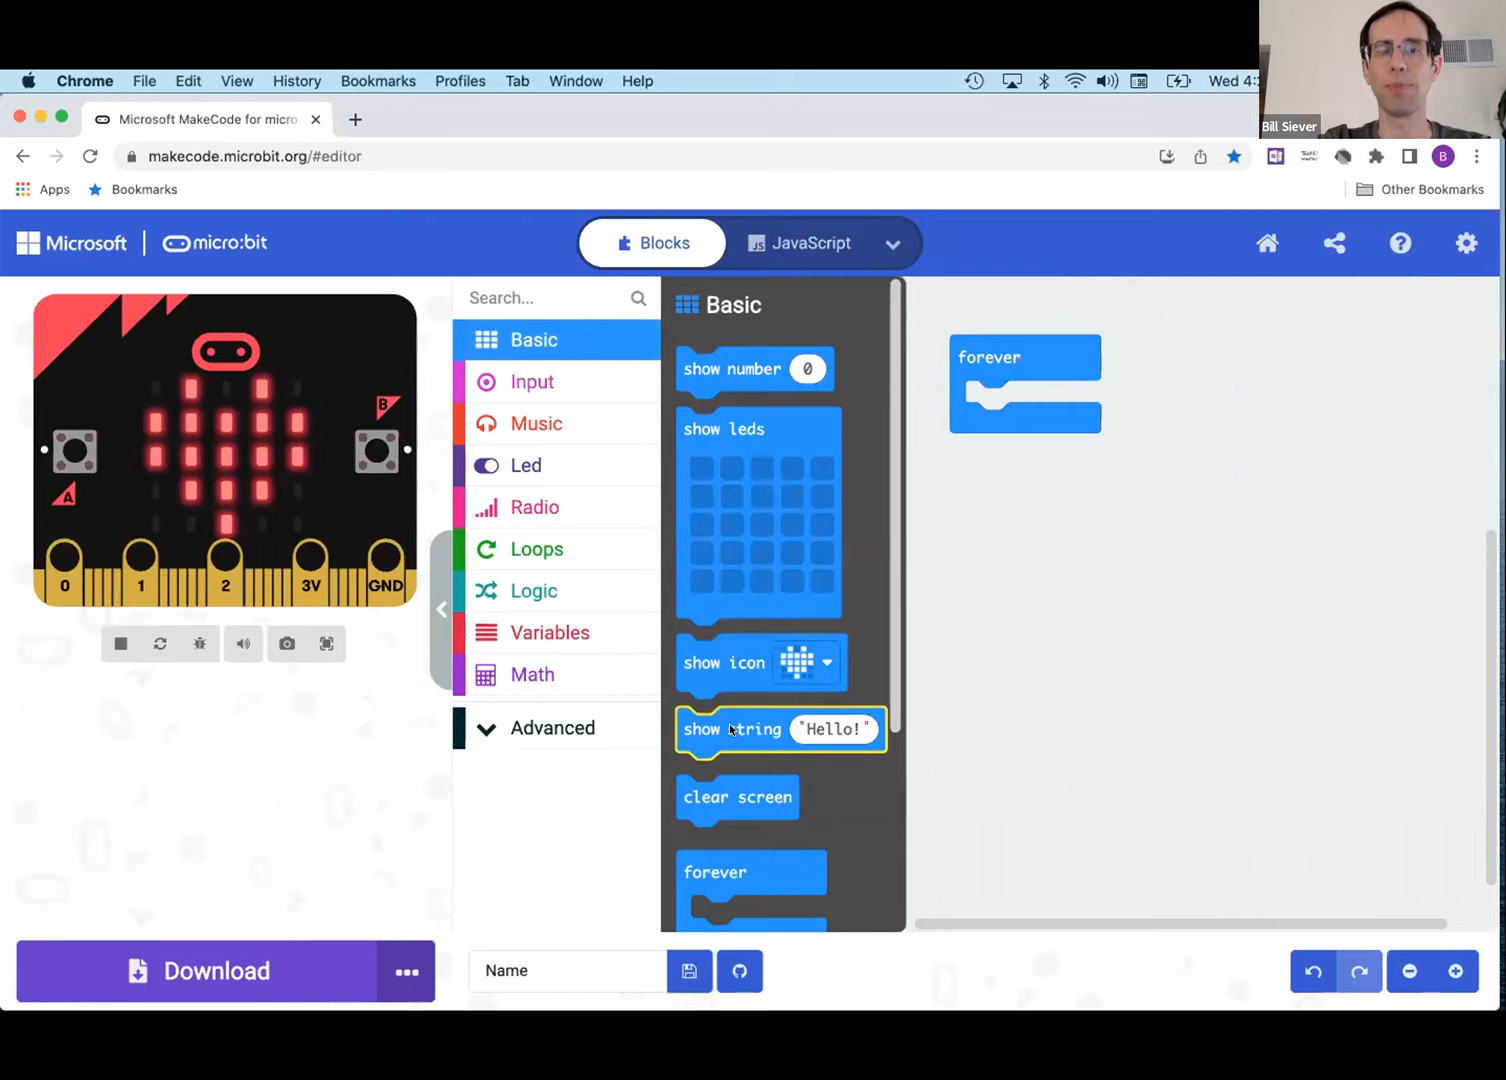 Chrome File Edit View History Bookmarks Profiles Tab Window Help Wed 4:
Bill Siever
Microsoft MakeCode for micro
makecode.microbit.org/#editor
B
Apps Bookmarks Other Bookmarks
Microsoft micro:bit Blocks JS JavaScript
B
A
0 1 2 3V GND
Search...
Basic
Input
Music
Led
Radio
Loops
Logic
Variables
Math
Advanced
Basic
show number 0
show leds
show icon
show string "Hello!"
clear screen
forever
forever
Download
Name